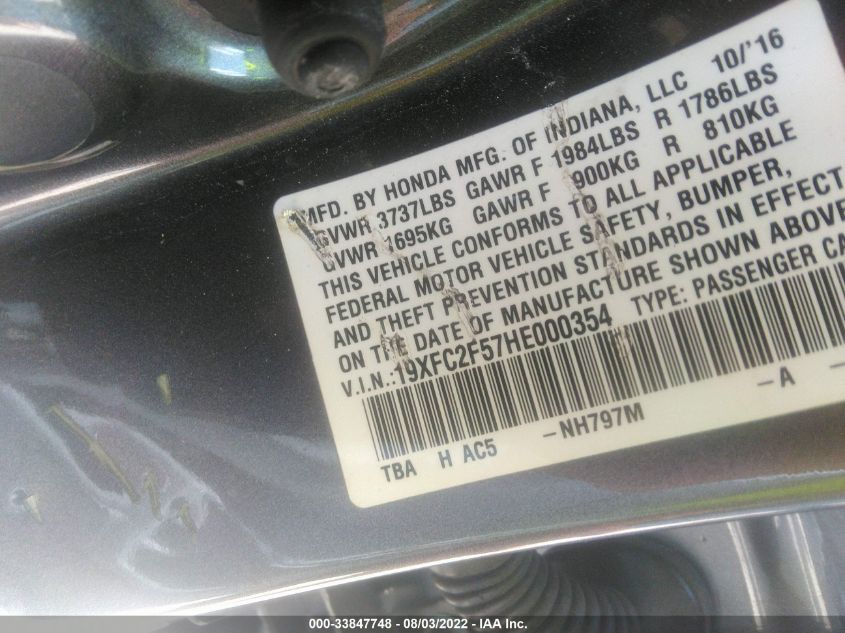 MFD. BY HONDA MFG. OF INDIANA, LLC 10/'16
GVWR 3737LBS GAWR F 1984LBS R 1786LBS
GVWR 1695KG GAWR F 900KG R 810KG
THIS VEHICLE CONFORMS TO ALL APPLICABLE
FEDERAL MOTOR VEHICLE SAFETY, BUMPER,
AND THEFT PREVENTION STANDARDS IN EFFECT
ON THE DATE OF MANUFACTURE SHOWN ABOVE
V.I.N.:19XFC2F57HE000354 TYPE: PASSENGER CA
TBA H AC5 -NH797M -A -
000-33847748 - 08/03/2022 - IAA Inc.